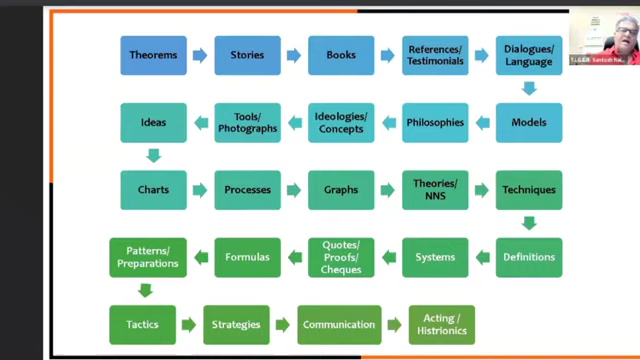 Theorems
Stories
Books
References/
Testimonials
Dialogues/
Language
Ideas
Tools/
Photographs
Ideologies/
Concepts
Philosophies
Models
Charts
Processes
Graphs
Theories/
NNS
Techniques
Patterns/
Preparations
Formulas
Quotes/
Proofs/
Cheques
Systems
Definitions
Tactics
Strategies
Communication
Acting /
Histrionics
Santosh